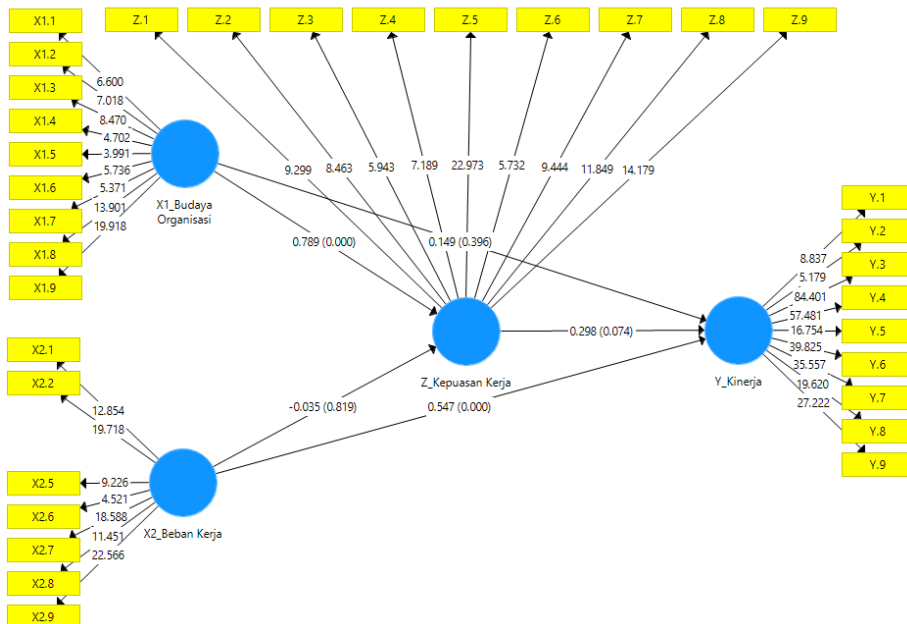 X1.1
Z.1
Z.2
Z.3
Z.4
Z.5
Z.6
Z.7
Z.8
Z.9
X1.2
X1.3
X1.4
X1.5
X1.6
X1.7
X1.8
X1.9
6.600
7.018
8.470
4.702
3.991
5.736
5.371
13.901
19.918
X1_Budaya
Organisasi
9.299
8.463
5.943
7.189
22.973
5.732
9.444
11.849
14.179
0.789 (0.000)
0.149 (0.396)
Z_Kepuasan Kerja
0.298 (0.074)
-0.035 (0.819)
0.547 (0.000)
Y_Kinerja
8.837
5.179
84.401
57.481
16.754
39.825
35.557
19.620
27.222
Y.1
Y.2
Y.3
Y.4
Y.5
Y.6
Y.7
Y.8
Y.9
X2.1
X2.2
12.854
19.718
X2.5
X2.6
X2.7
X2.8
X2.9
9.226
4.521
18.588
11.451
22.566
X2_Beban Kerja